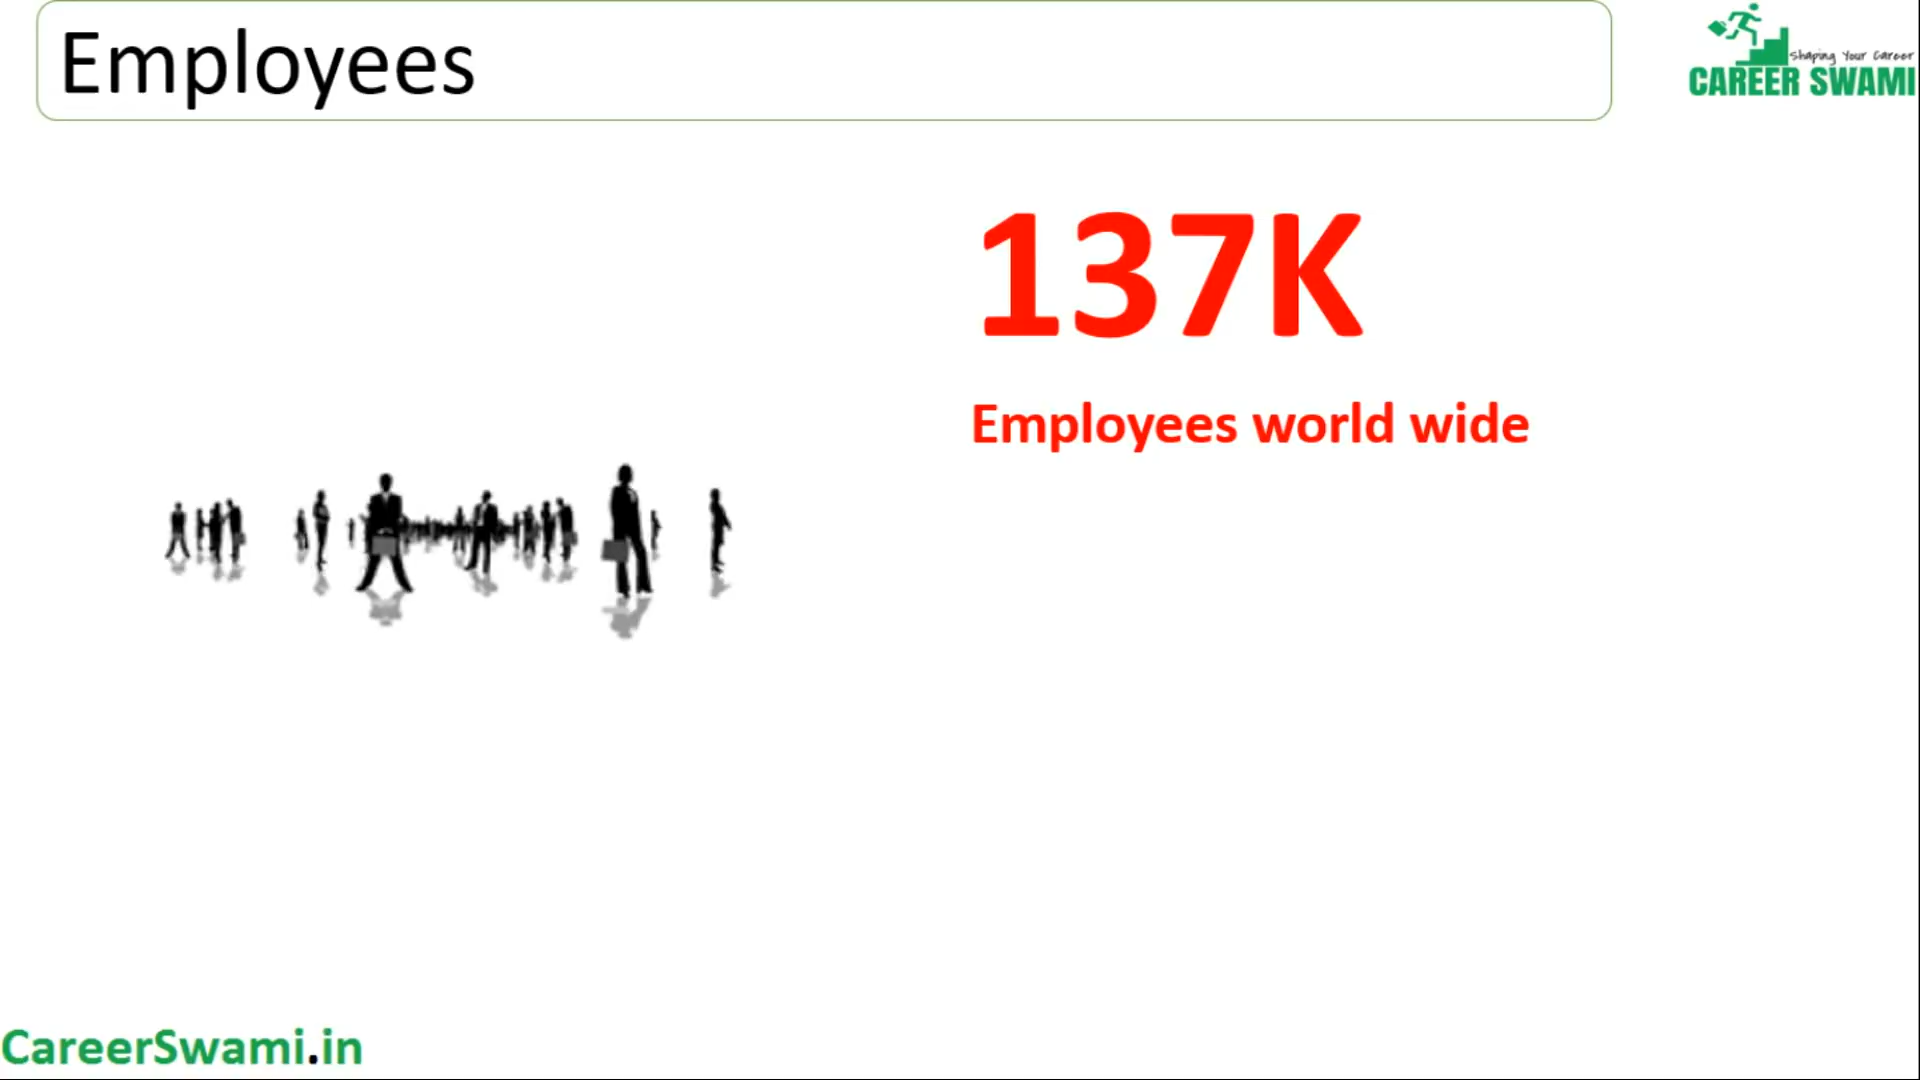 Employees
Shaping Your Career
CAREER SWAMI
137K
Employees world wide
CareerSwami.in